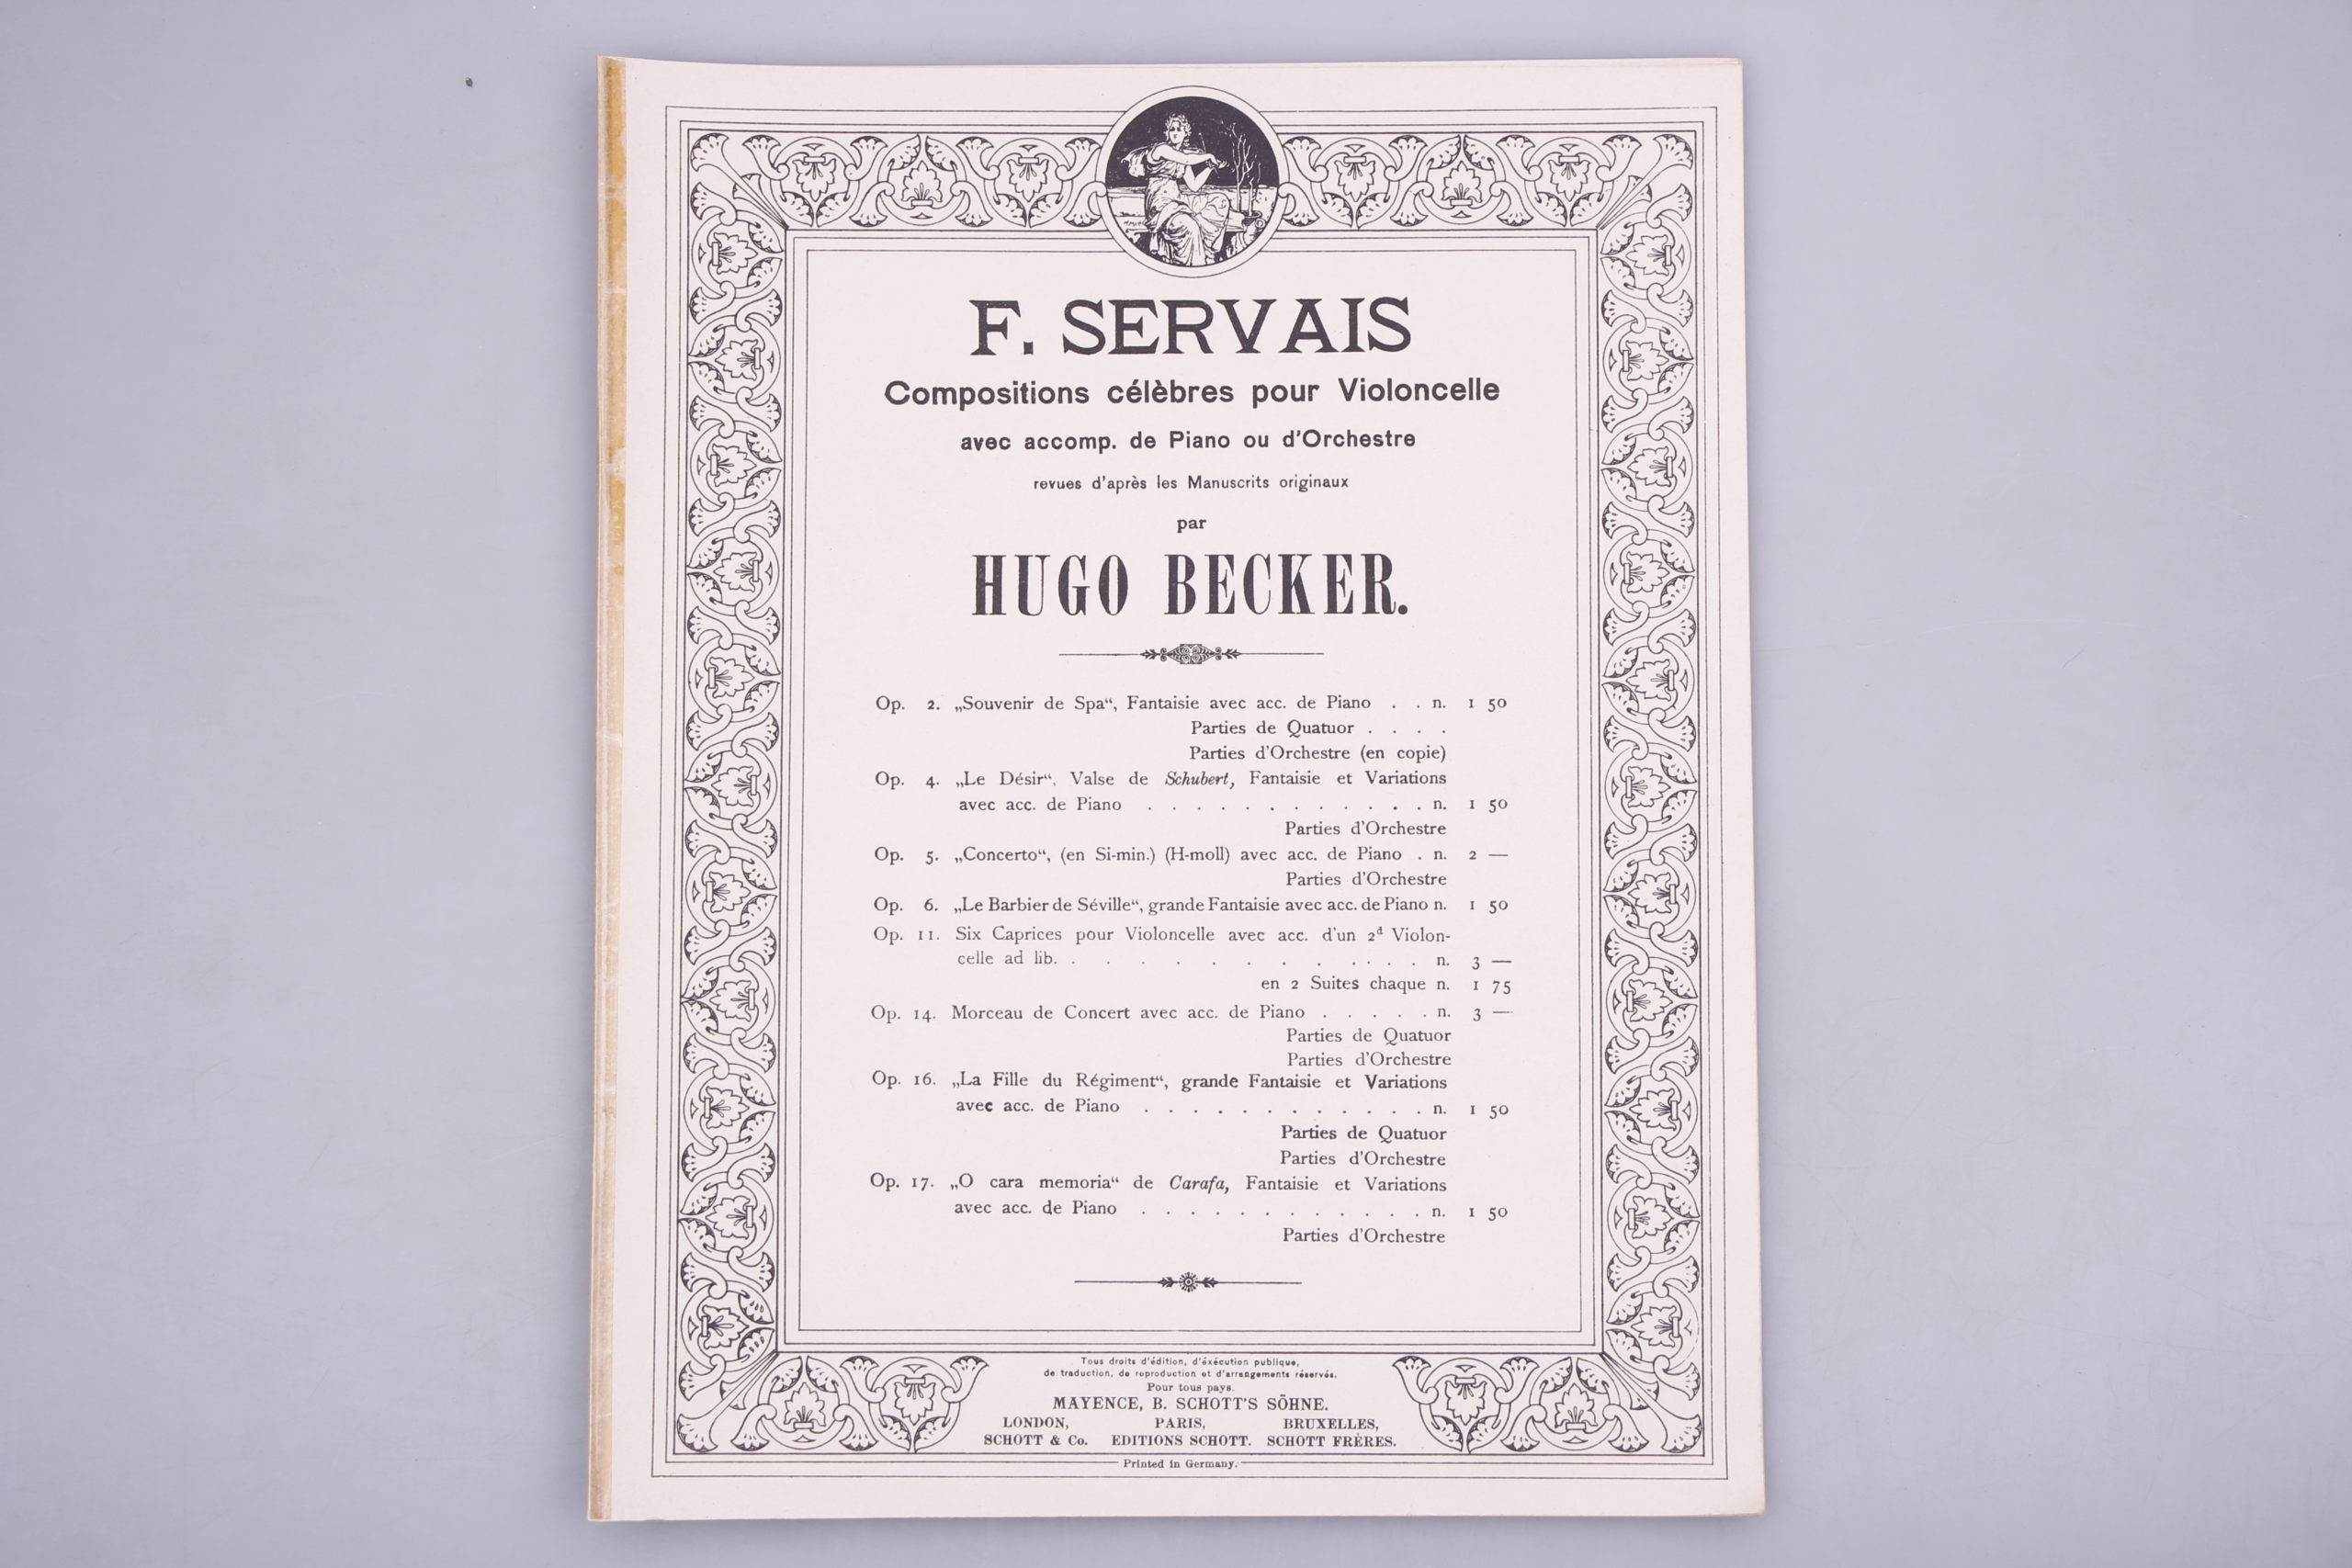 F. SERVAIS
Compositions célèbres pour Violoncelle
avec accomp. de Piano ou d'Orchestre
revues d'après les Manuscrits originaux
par
HUGO BECKER.
Op. 2. „Souvenir de Spa“, Fantaisie avec acc. de Piano . . n. 1 50
Parties de Quatuor . . . .
Parties d'Orchestre (en copie)
Op. 4. „Le Désir“, Valse de Schubert, Fantaisie et Variations
avec acc. de Piano . . . . . . . . . . . . n. 1 50
Parties d'Orchestre
Op. 5. „Concerto“, (en Si-min.) (H-moll) avec acc. de Piano . n. 2 —
Parties d'Orchestre
Op. 6. „Le Barbier de Séville“, grande Fantaisie avec acc. de Piano n. 1 50
Op. 11. Six Caprices pour Violoncelle avec acc. d'un 2d Violon-
celle ad lib. . . . . . . . . . . . n. 3 —
en 2 Suites chaque n. 1 75
Op. 14. Morceau de Concert avec acc. de Piano . . . . . n. 3 —
Parties de Quatuor
Parties d'Orchestre
Op. 16. „La Fille du Régiment“, grande Fantaisie et Variations
avec acc. de Piano . . . . . . . . . . . . n. 1 50
Parties de Quatuor
Parties d'Orchestre
Op. 17. „O cara memoria“ de Carafa, Fantaisie et Variations
avec acc. de Piano . . . . . . . . . . . . n. 1 50
Parties d'Orchestre
Tous droits d'édition, d'éxécution publique,
de traduction, de reproduction et d'arrangements réservés.
Pour tous pays.
MAYENCE, B. SCHOTT'S SÖHNE.
LONDON, PARIS, BRUXELLES,
SCHOTT & Co. EDITIONS SCHOTT. SCHOTT FRÈRES.
Printed in Germany.